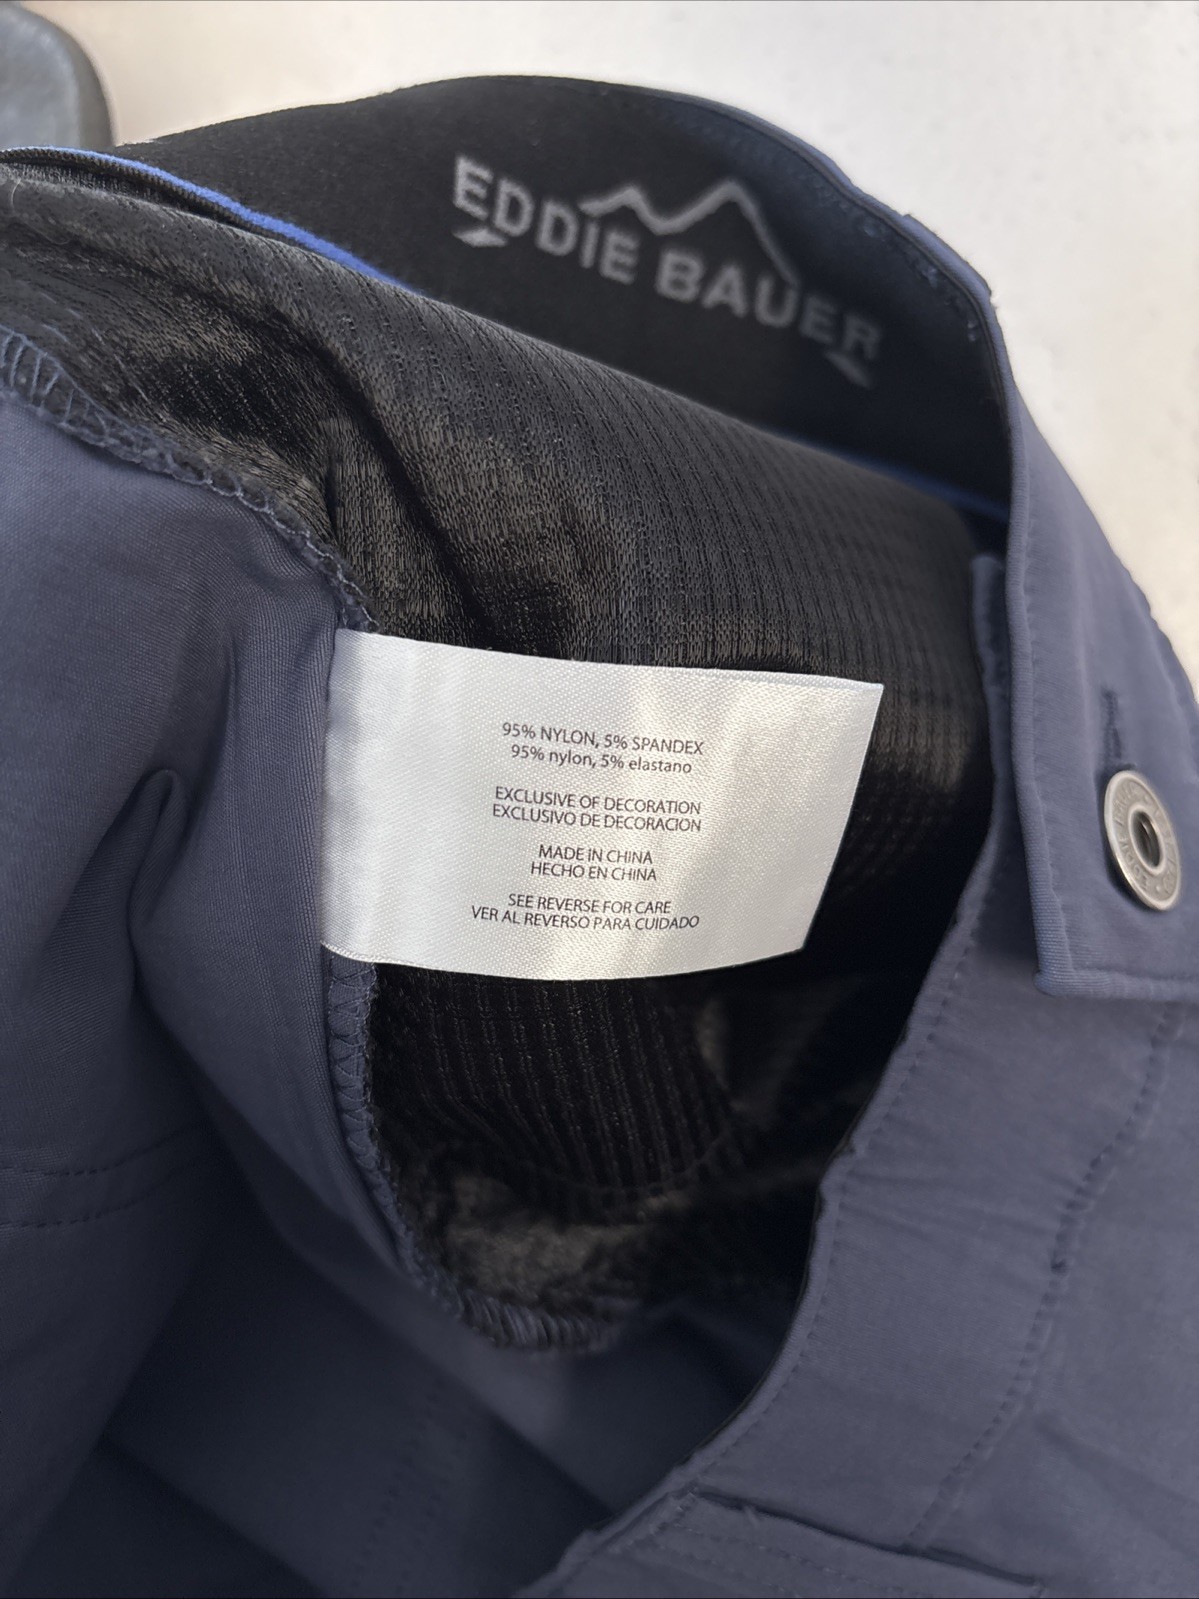 EDDIE BAUER
95% NYLON, 5% SPANDEX
95% nylon, 5% elastano
EXCLUSIVE OF DECORATION
EXCLUSIVO DE DECORACION
MADE IN CHINA
HECHO EN CHINA
SEE REVERSE FOR CARE
VER AL REVERSO PARA CUIDADO